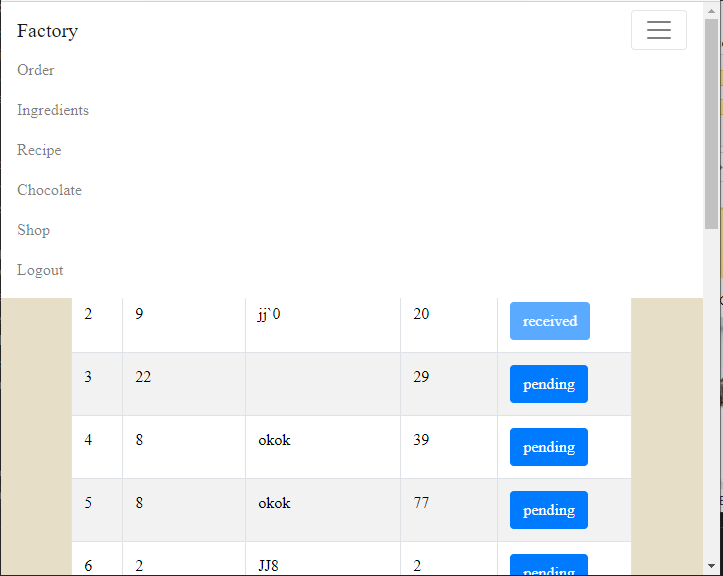 Factory
Order
Ingredients
Recipe
Chocolate
Shop
Logout
2 9 jj`0 20 received
3 22 29 pending
4 8 okok 39 pending
5 8 okok 77 pending
6 2 JJ8 2 pending